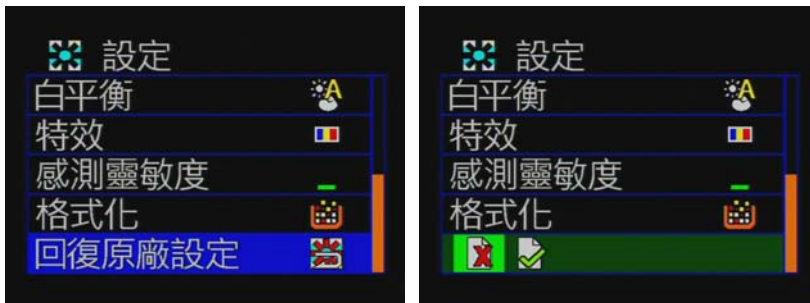 設定
白平衡
特效
感測靈敏度
格式化
回復原廠設定
設定
白平衡
特效
感測靈敏度
格式化